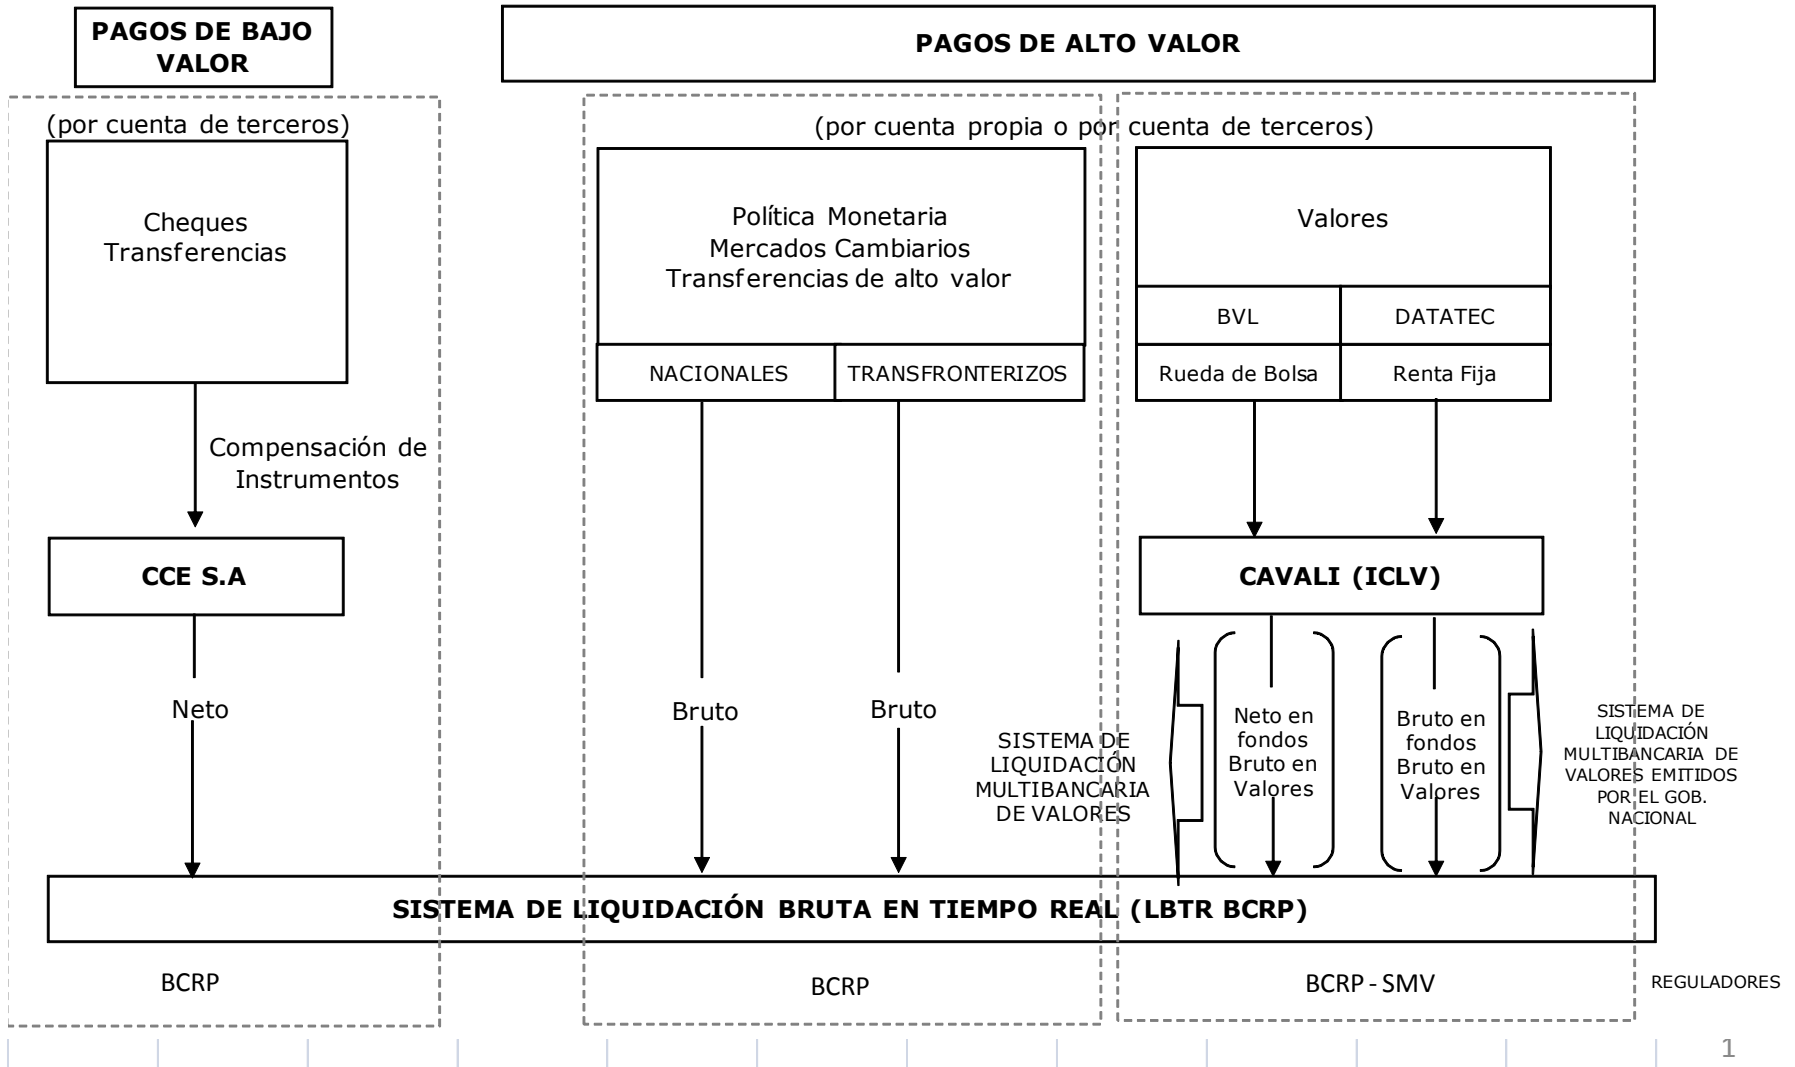 PAGOS DE BAJO
VALOR
PAGOS DE ALTO VALOR
(por cuenta de terceros)
(por cuenta propia o por cuenta de terceros)
Cheques
Transferencias
Política Monetaria
Mercados Cambiarios
Transferencias de alto valor
NACIONALES
TRANSFRONTERIZOS
Valores
BVL
DATATEC
Rueda de Bolsa
Renta Fija
Compensación de
Instrumentos
CCE S.A
CAVALI (ICLV)
Neto
Bruto
Bruto
SISTEMA DE
LIQUIDACIÓN
MULTIBANCARIA
DE VALORES
Neto en
fondos
Bruto en
Valores
Bruto en
fondos
Bruto en
Valores
SISTEMA DE
LIQUIDACIÓN
MULTIBANCARIA DE
VALORES EMITIDOS
POR EL GOB.
NACIONAL
SISTEMA DE LIQUIDACIÓN BRUTA EN TIEMPO REAL (LBTR BCRP)
BCRP
BCRP
BCRP - SMV
REGULADORES
1